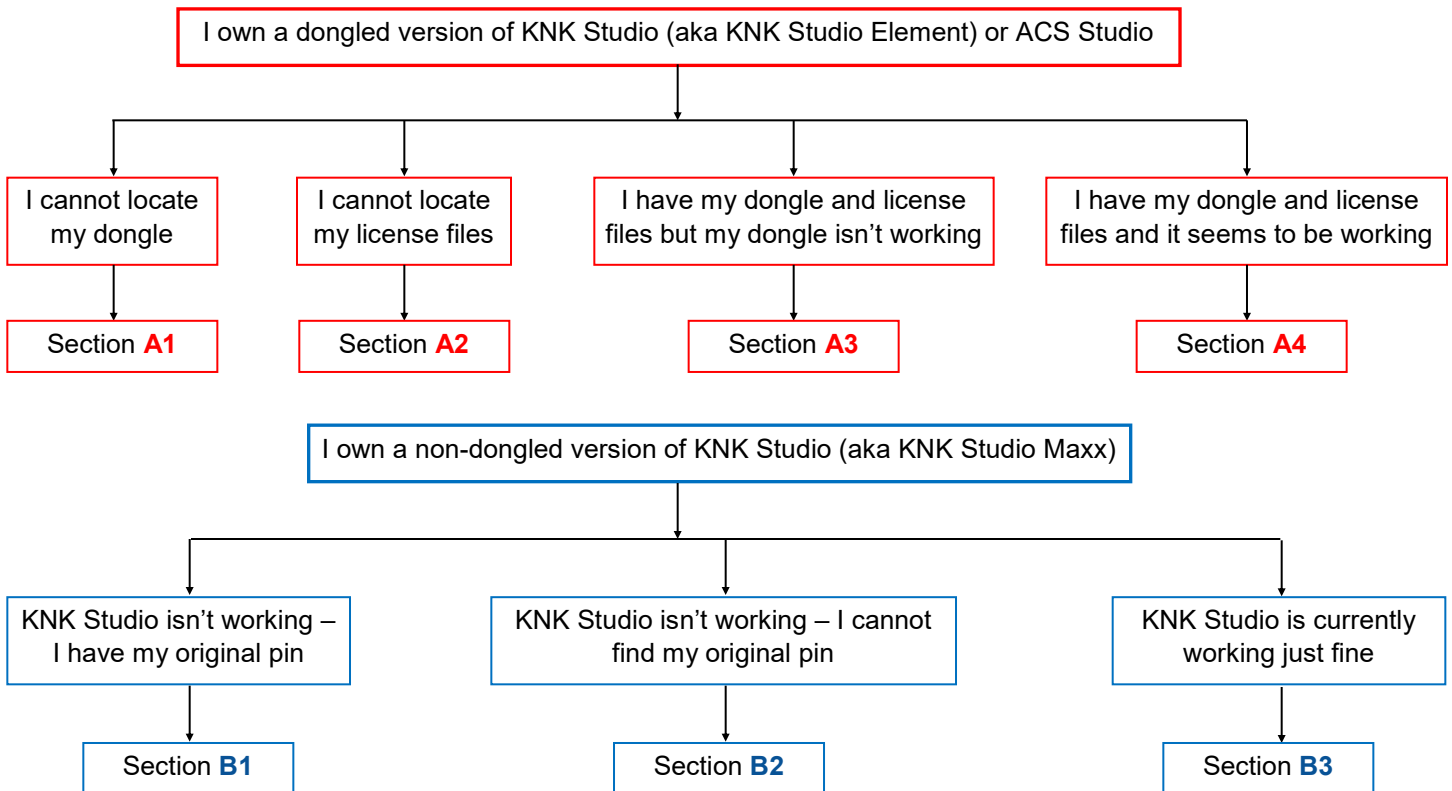 I own a dongled version of KNK Studio (aka KNK Studio Element) or ACS Studio
I cannot locate
my dongle
I cannot locate
my license files
I have my dongle and license
files but my dongle isn’t working
I have my dongle and license
files and it seems to be working
Section A1
Section A2
Section A3
Section A4
I own a non-dongled version of KNK Studio (aka KNK Studio Maxx)
KNK Studio isn’t working –
I have my original pin
KNK Studio isn’t working – I cannot
find my original pin
KNK Studio is currently
working just fine
Section B1
Section B2
Section B3